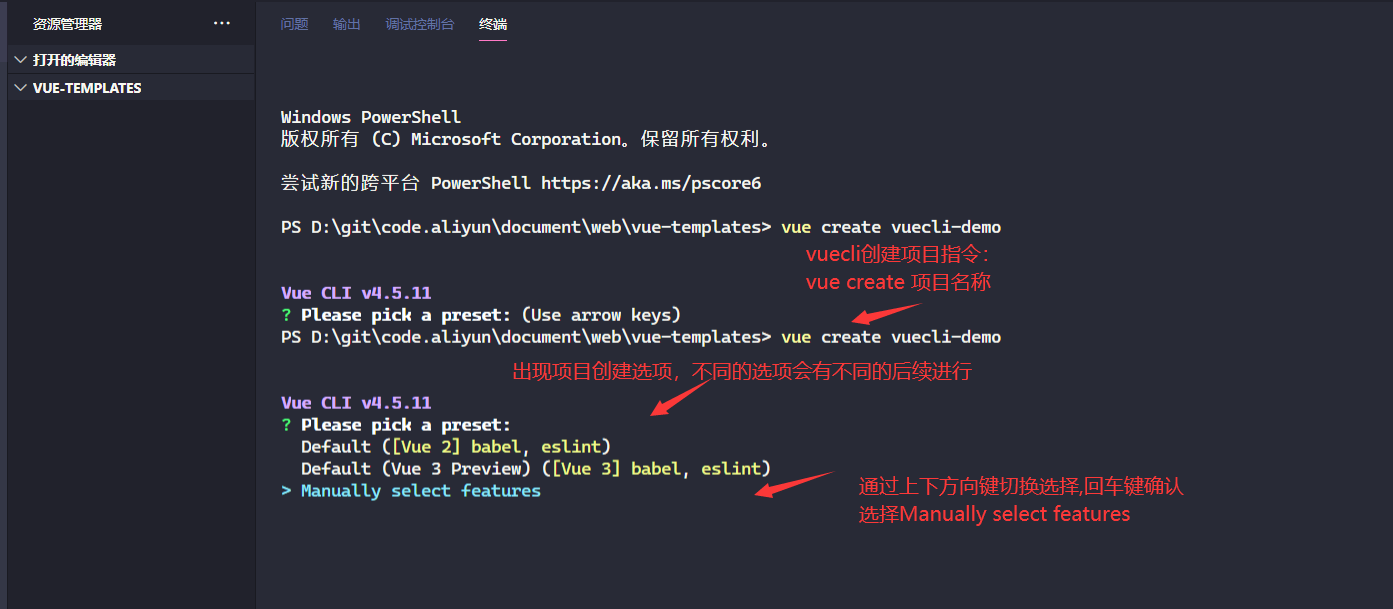 资源管理器 ···
打开的编辑器
VUE-TEMPLATES
问题 输出 调试控制台 终端
Windows PowerShell
版权所有 (C) Microsoft Corporation。保留所有权利。
尝试新的跨平台 PowerShell https://aka.ms/pscore6
PS D:\git\code.aliyun\document\web\vue-templates> vue create vuecli-demo
vuecli创建项目指令：
vue create 项目名称
Vue CLI v4.5.11
? Please pick a preset: (Use arrow keys)
PS D:\git\code.aliyun\document\web\vue-templates> vue create vuecli-demo
出现项目创建选项，不同的选项会有不同的后续进行
Vue CLI v4.5.11
? Please pick a preset:
Default ([Vue 2] babel, eslint)
Default (Vue 3 Preview) ([Vue 3] babel, eslint)
> Manually select features
通过上下方向键切换选择,回车键确认
选择Manually select features